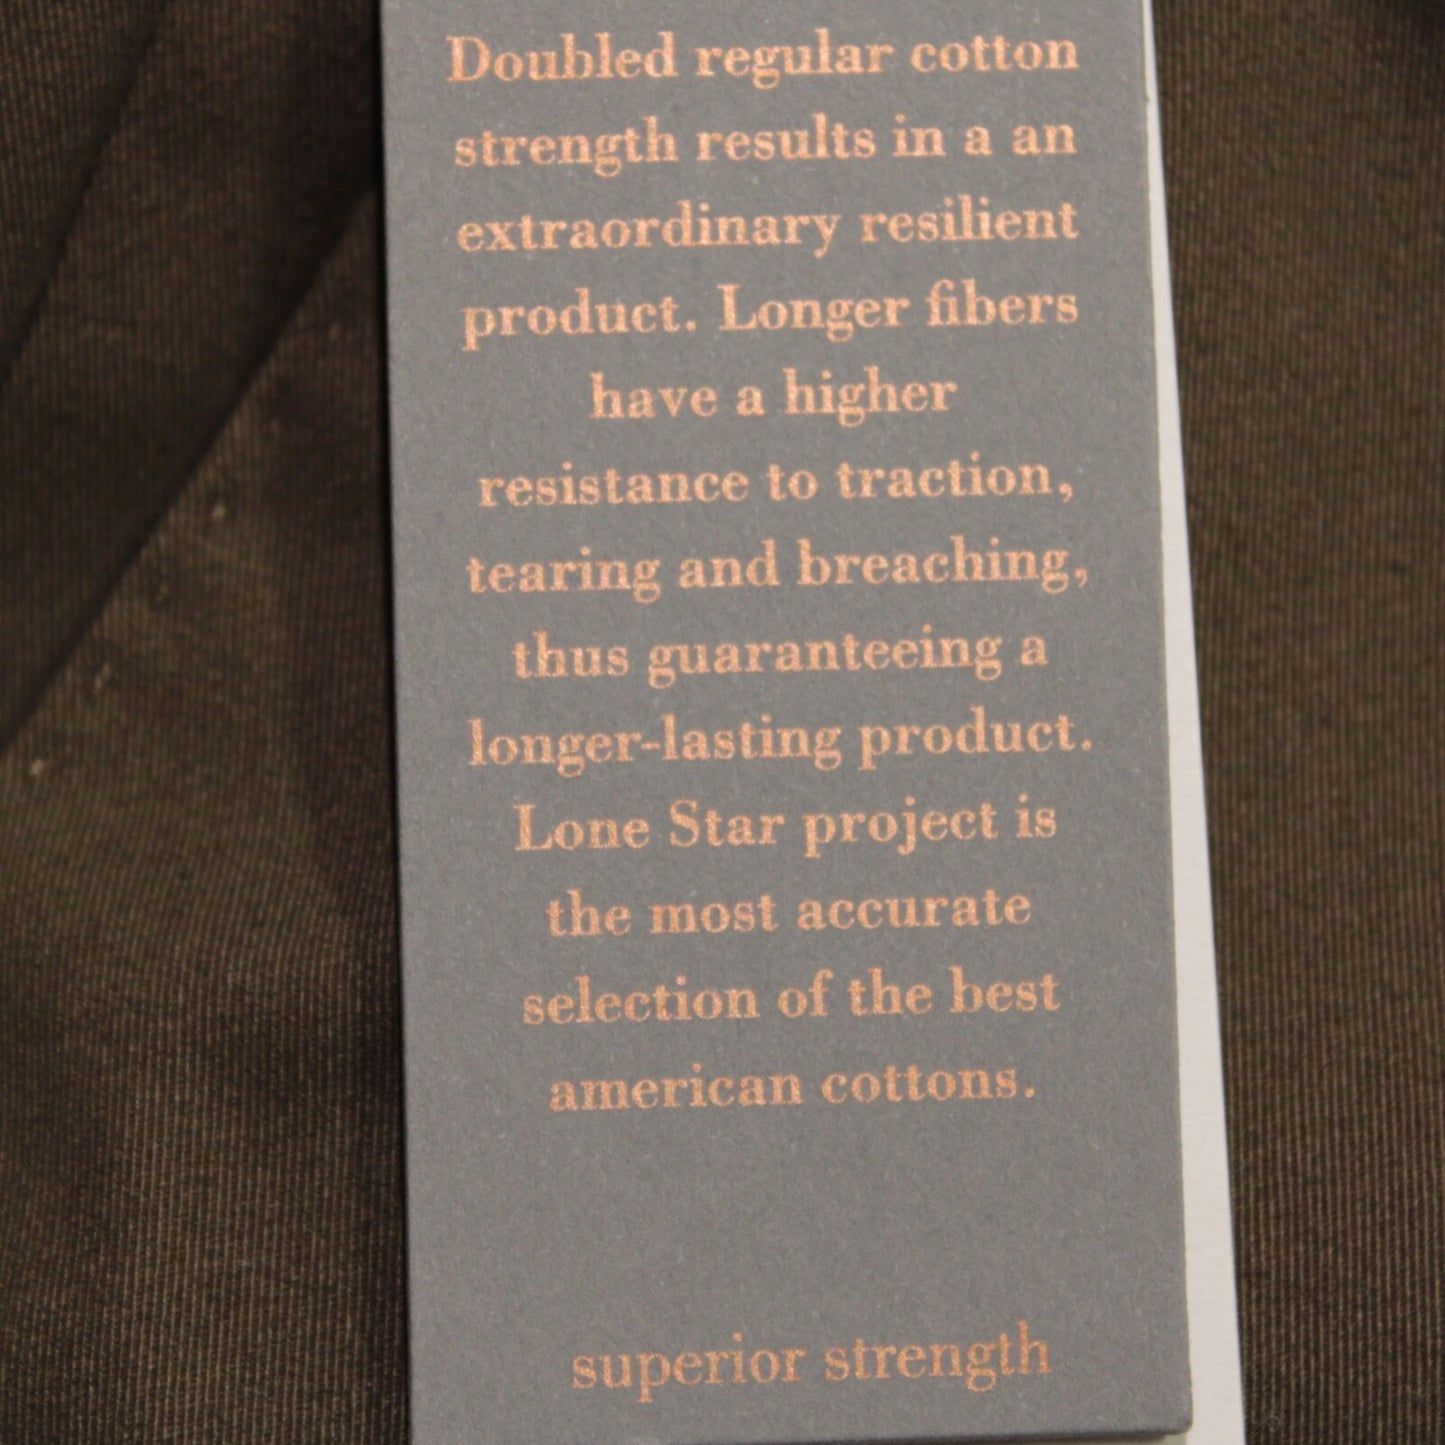 Doubled regular cotton
strength results in a an
extraordinary resilient
product. Longer fibers
have a higher
resistance to traction,
tearing and breaching,
thus guaranteeing a
longer-lasting product.
Lone Star project is
the most accurate
selection of the best
american cottons.
superior strength